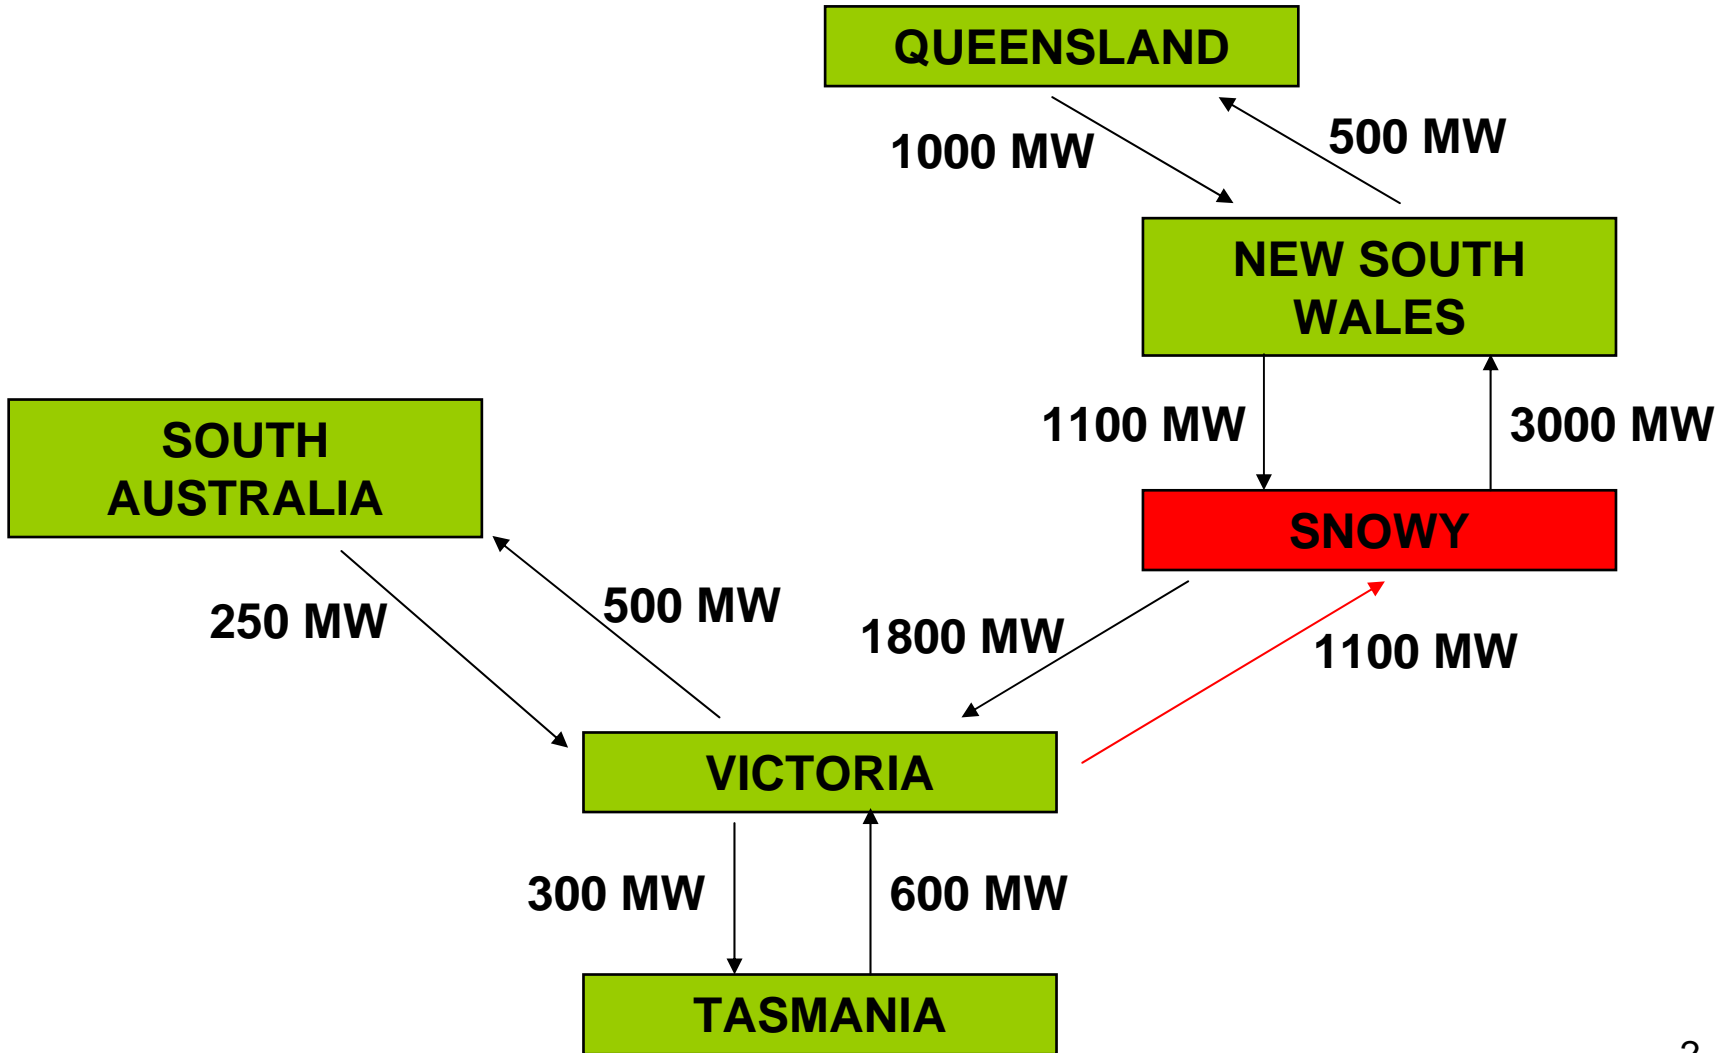 QUEENSLAND
1000 MW
500 MW
NEW SOUTH
WALES
1100 MW
3000 MW
SOUTH
AUSTRALIA
SNOWY
250 MW
500 MW
1800 MW
1100 MW
VICTORIA
300 MW
600 MW
TASMANIA